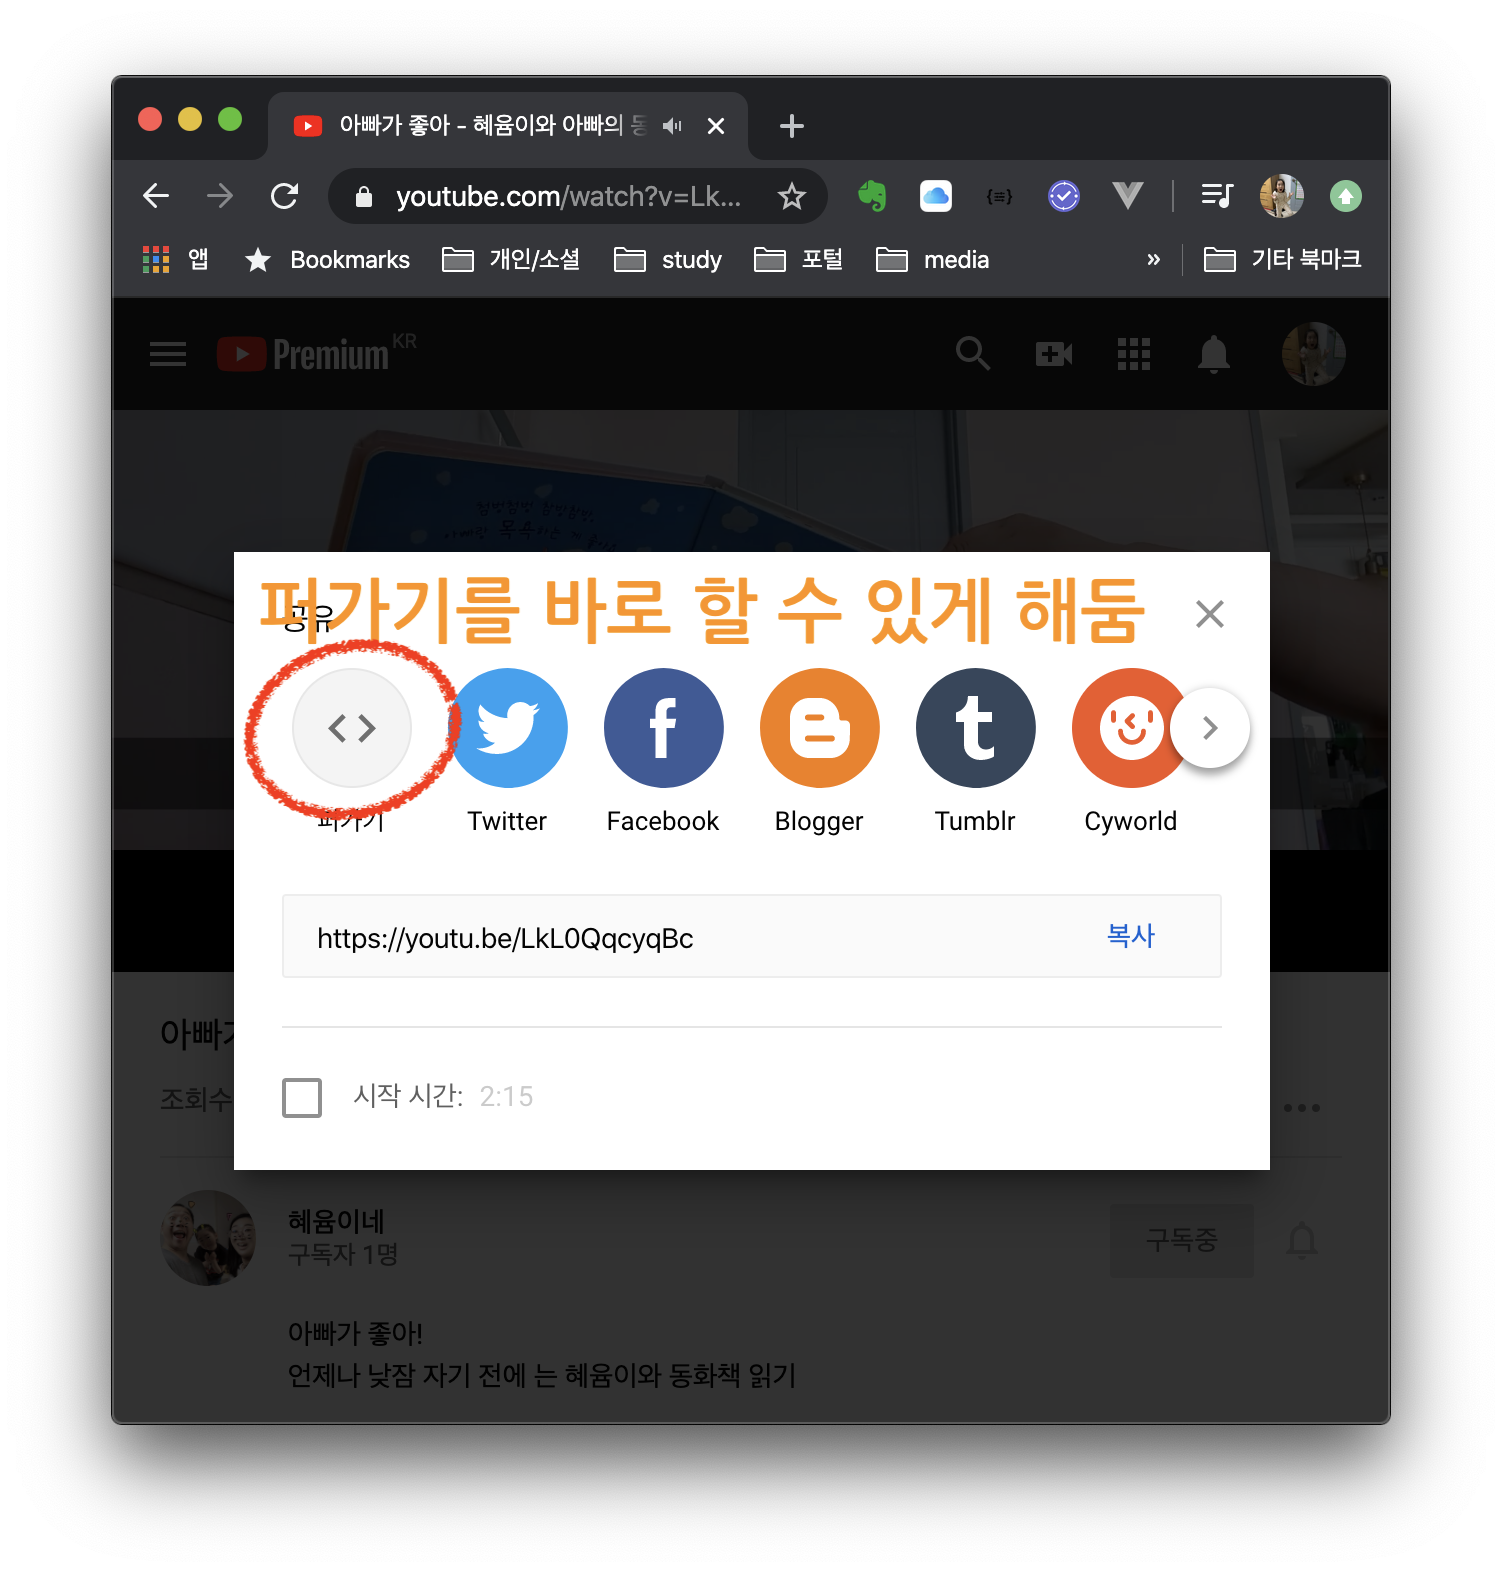 아빠가 좋아 - 혜윰이와 아빠의 동
youtube.com/watch?v=Lk...
앱 Bookmarks 개인/소셜 study 포털 media » 기타 북마크
Premium KR
퍼가기를 바로 할 수 있게 해둠
공유
퍼가기 Twitter Facebook Blogger Tumblr Cyworld
https://youtu.be/LkL0QqcyqBc 복사
아빠가
시작 시간: 2:15
조회수
혜윰이네
구독자 1명
구독중
아빠가 좋아!
언제나 낮잠 자기 전에 는 혜윰이와 동화책 읽기